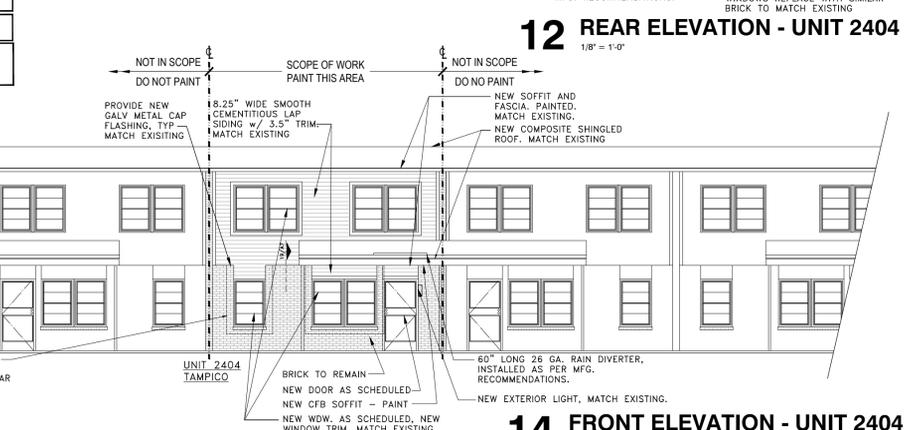 BRICK TO MATCH EXISTING
12 REAR ELEVATION - UNIT 2404
1/8" = 1'-0"
NOT IN SCOPE
DO NOT PAINT
SCOPE OF WORK
PAINT THIS AREA
NOT IN SCOPE
DO NO PAINT
PROVIDE NEW
GALV METAL CAP
FLASHING, TYP
MATCH EXISITING
8.25" WIDE SMOOTH
CEMENTITIOUS LAP
SIDING w/ 3.5" TRIM.
MATCH EXISTING
NEW SOFFIT AND
FASCIA. PAINTED.
MATCH EXISTING.
NEW COMPOSITE SHINGLED
ROOF. MATCH EXISTING
UNIT 2404
TAMPICO
BRICK TO REMAIN
NEW DOOR AS SCHEDULED
NEW CFB SOFFIT - PAINT
NEW WDW. AS SCHEDULED, NEW
WINDOW TRIM, MATCH EXISTING
60" LONG 26 GA. RAIN DIVERTER,
INSTALLED AS PER MFG.
RECOMMENDATIONS.
NEW EXTERIOR LIGHT, MATCH EXISTING.
14 FRONT ELEVATION - UNIT 2404